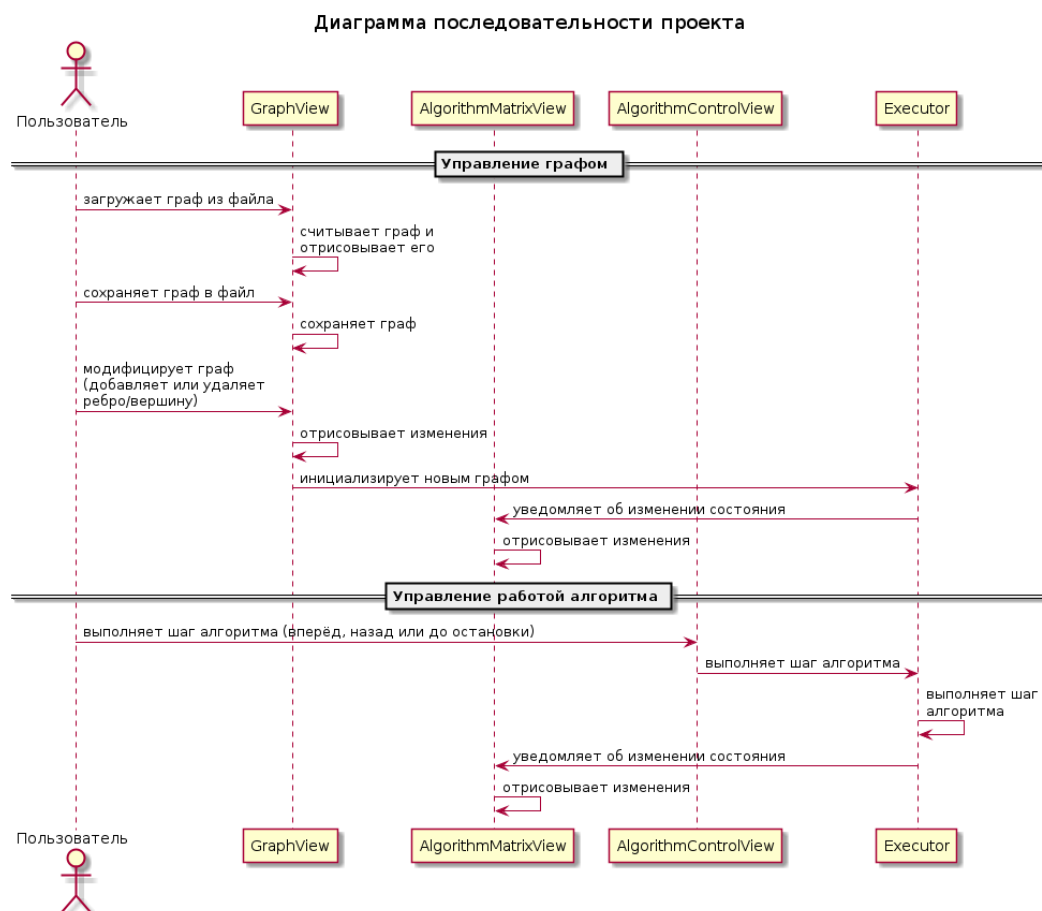 Диаграмма последовательности проекта
Пользователь
GraphView
AlgorithmMatrixView
AlgorithmControlView
Executor
Управление графом
загружает граф из файла
считывает граф и
отрисовывает его
сохраняет граф в файл
сохраняет граф
модифицирует граф
(добавляет или удаляет
ребро/вершину)
отрисовывает изменения
инициализирует новым графом
уведомляет об изменении состояния
отрисовывает изменения
Управление работой алгоритма
выполняет шаг алгоритма (вперёд, назад или до остановки)
выполняет шаг алгоритма
выполняет шаг
алгоритма
уведомляет об изменении состояния
отрисовывает изменения
Пользователь
GraphView
AlgorithmMatrixView
AlgorithmControlView
Executor